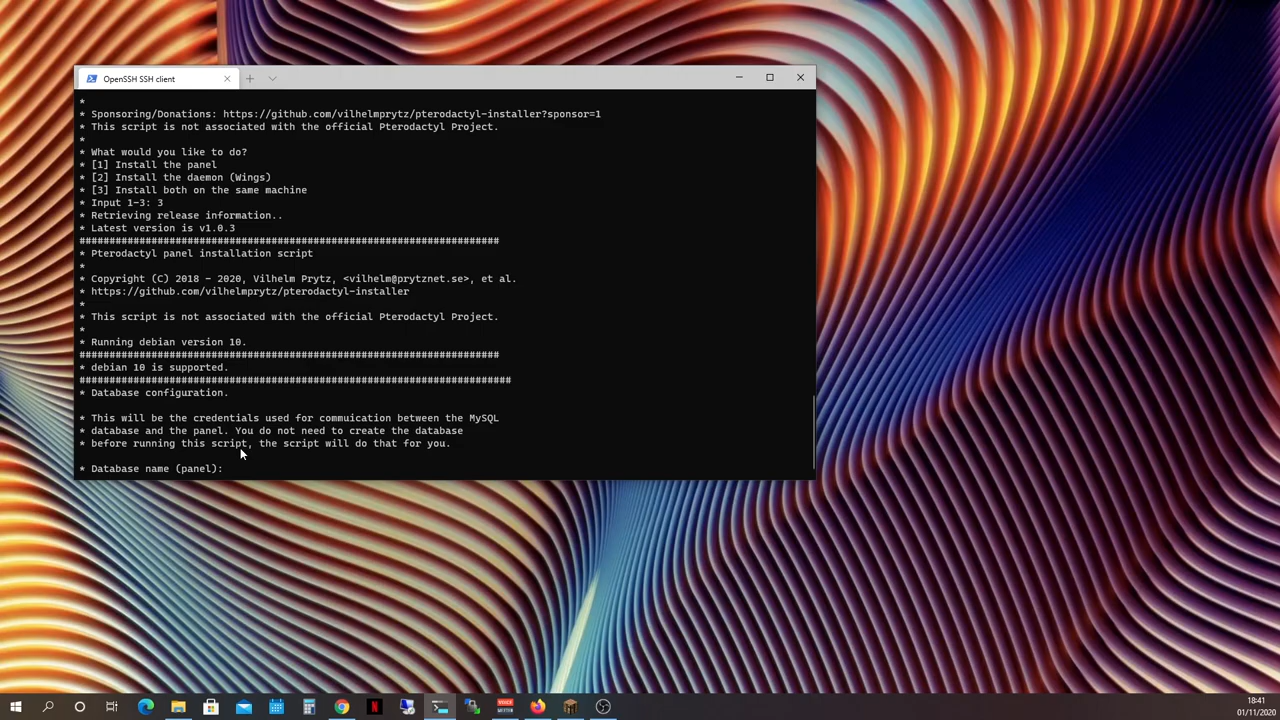 OpenSSH SSH client
*
* Sponsoring/Donations: https://github.com/vilhelmprytz/pterodactyl-installer?sponsor=1
* This script is not associated with the official Pterodactyl Project.
*
* What would you like to do?
* [1] Install the panel
* [2] Install the daemon (Wings)
* [3] Install both on the same machine
* Input 1-3: 3
* Retrieving release information..
* Latest version is v1.0.3
######################################################################
* Pterodactyl panel installation script
*
* Copyright (C) 2018 - 2020, Vilhelm Prytz, <vilhelm@prytznet.se>, et al.
* https://github.com/vilhelmprytz/pterodactyl-installer
*
* This script is not associated with the official Pterodactyl Project.
*
* Running debian version 10.
######################################################################
* debian 10 is supported.
########################################################################
* Database configuration.

* This will be the credentials used for commuication between the MySQL
* database and the panel. You do not need to create the database
* before running this script, the script will do that for you.

* Database name (panel):
18:41
01/11/2020